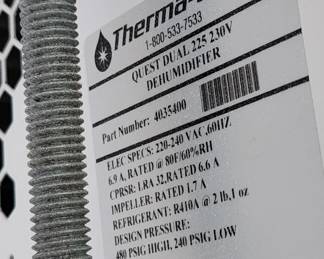 Therma-
1-800-533-7533
QUEST DUAL 225 230V
DEHUMIDIFIER
Part Number: 4035400
ELEC SPECS: 220-240 VAC,60HZ
6.9 A, RATED @ 80F/60%RH
CPRSR: LRA 32,RATED 6.6 A
IMPELLER: RATED 1.7 A
REFRIGERANT: R410A @ 2 lb,1 oz
DESIGN PRESSURE:
480 PSIG HIGH, 240 PSIG LOW